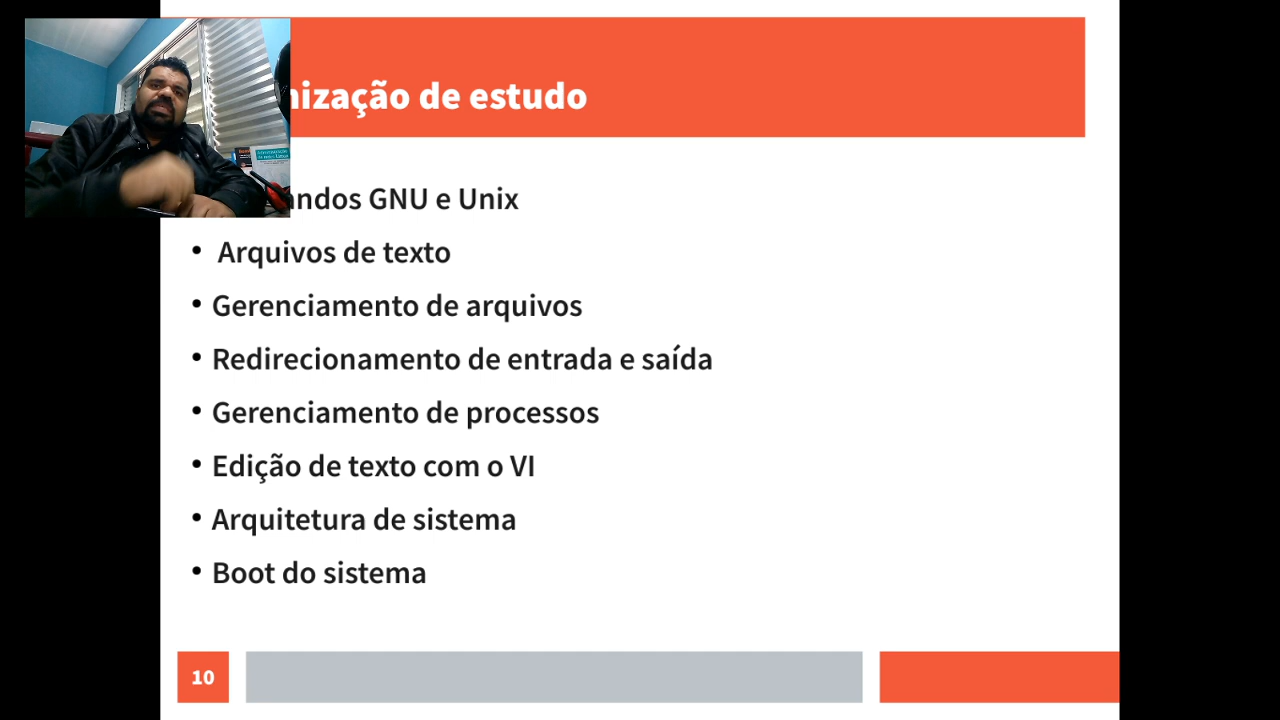 nização de estudo
andos GNU e Unix
• Arquivos de texto
• Gerenciamento de arquivos
• Redirecionamento de entrada e saída
• Gerenciamento de processos
• Edição de texto com o VI
• Arquitetura de sistema
• Boot do sistema
10